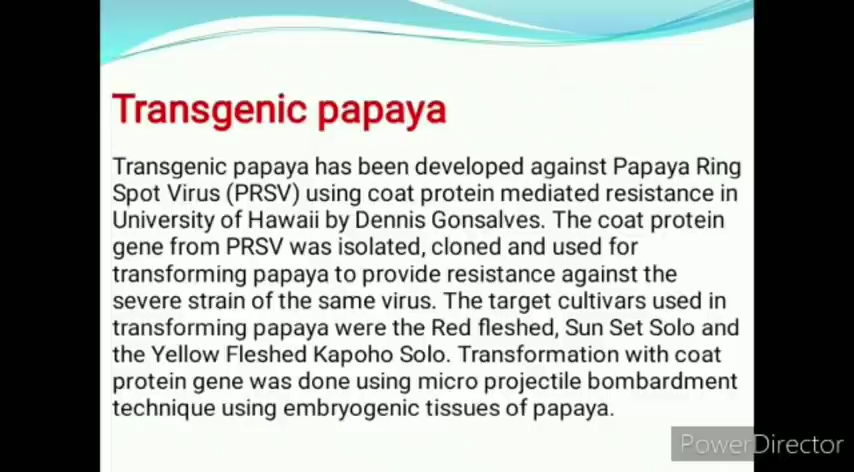 Transgenic papaya
Transgenic papaya has been developed against Papaya Ring
Spot Virus (PRSV) using coat protein mediated resistance in
University of Hawaii by Dennis Gonsalves. The coat protein
gene from PRSV was isolated, cloned and used for
transforming papaya to provide resistance against the
severe strain of the same virus. The target cultivars used in
transforming papaya were the Red fleshed, Sun Set Solo and
the Yellow Fleshed Kapoho Solo. Transformation with coat
protein gene was done using micro projectile bombardment
technique using embryogenic tissues of papaya.
PowerDirector